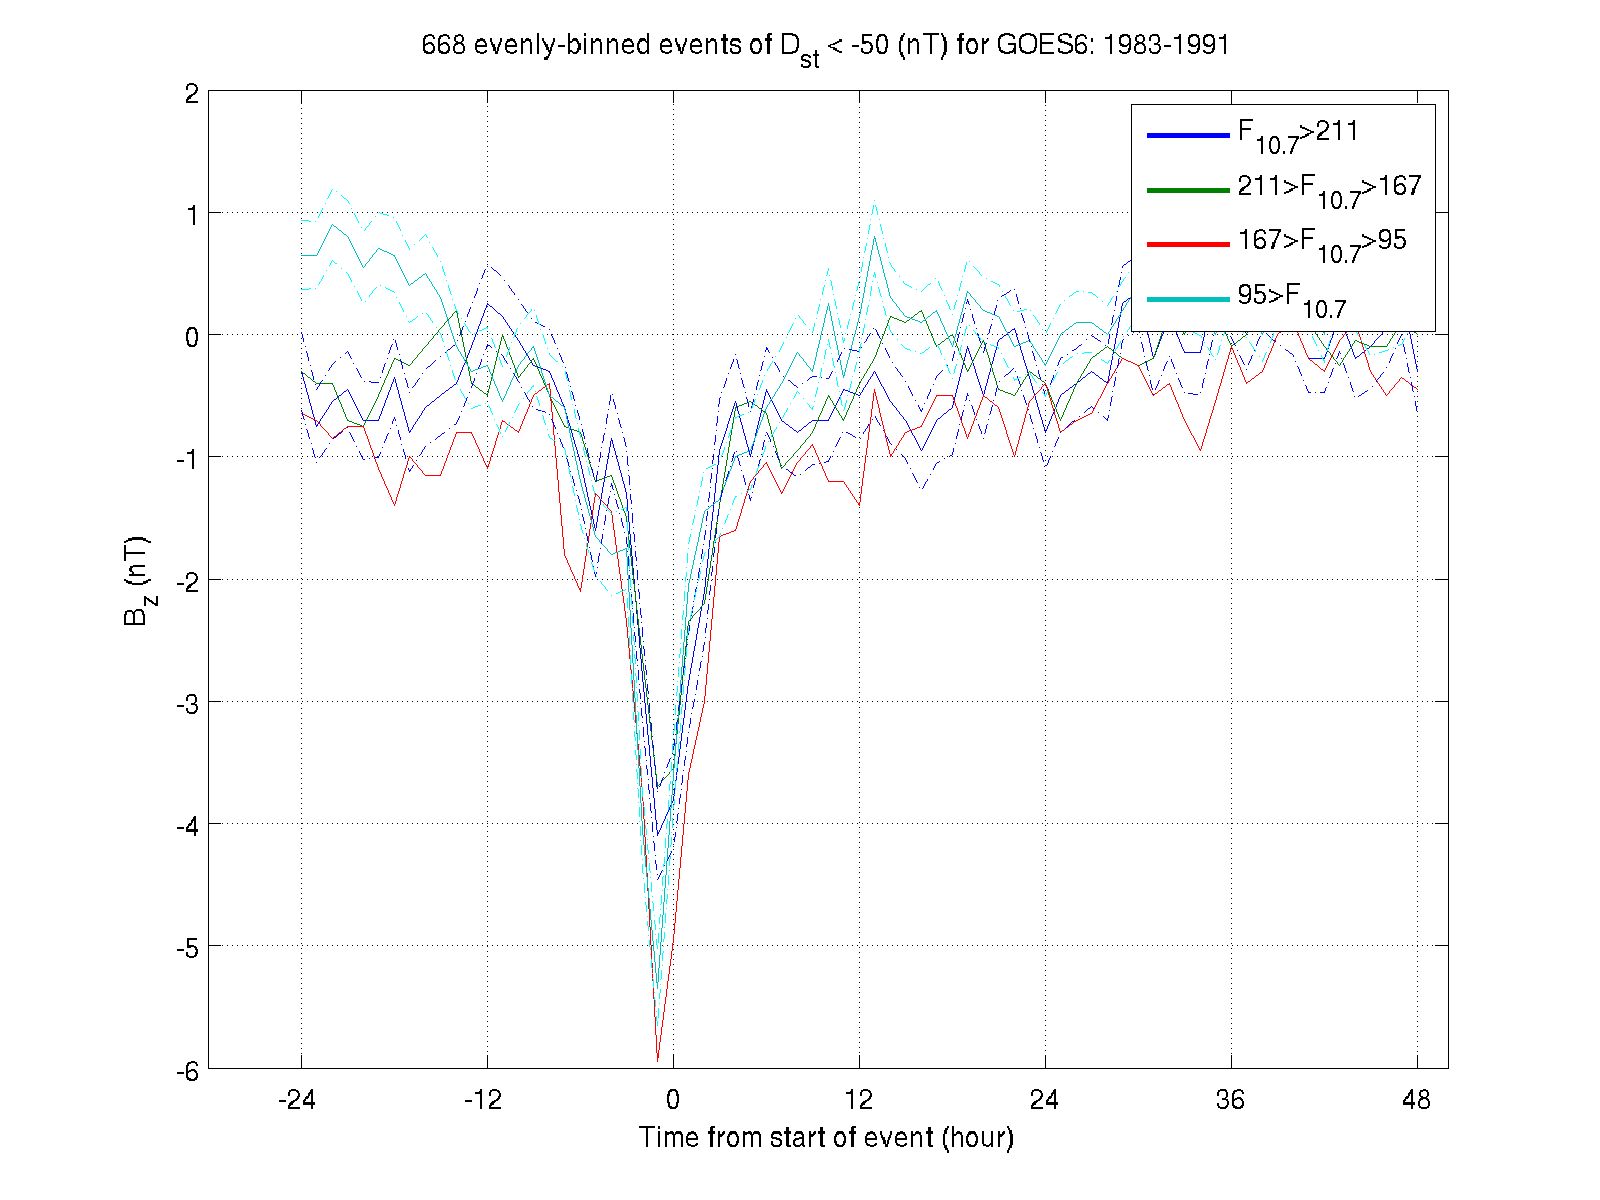 668 evenly-binned events of D_st < -50 (nT) for GOES6: 1983-1991
2
1
0
-1
-2
-3
-4
-5
-6
B_z (nT)
F_10.7>211
211>F_10.7>167
167>F_10.7>95
95>F_10.7
-24 -12 0 12 24 36 48
Time from start of event (hour)